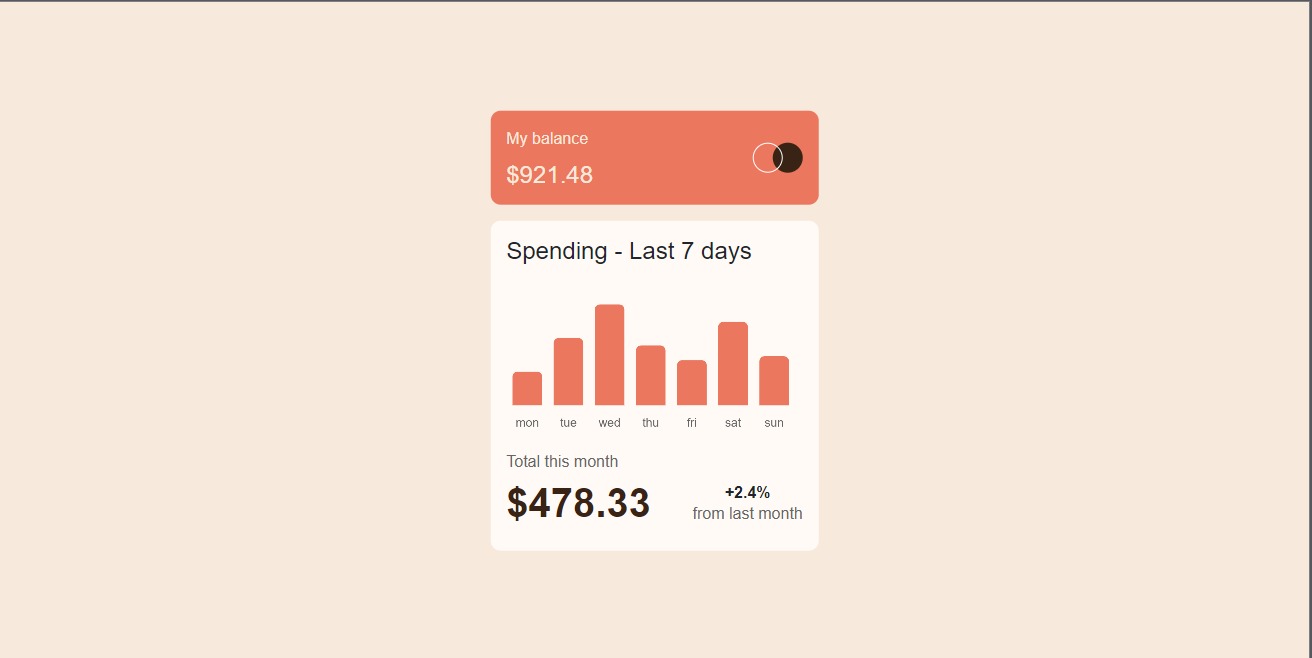 My balance
$921.48
Spending - Last 7 days
mon tue wed thu fri sat sun
Total this month
$478.33
+2.4%
from last month